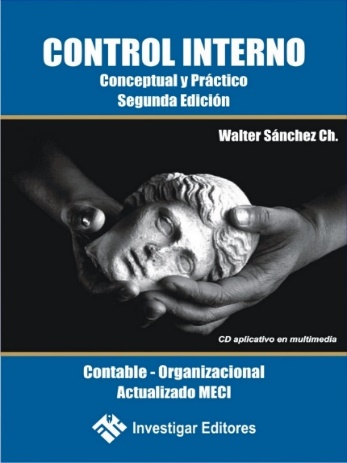 CONTROL INTERNO
Conceptual y Práctico
Segunda Edición
Walter Sánchez Ch.
CD aplicativo en multimedia
Contable - Organizacional
Actualizado MECI
Investigar Editores